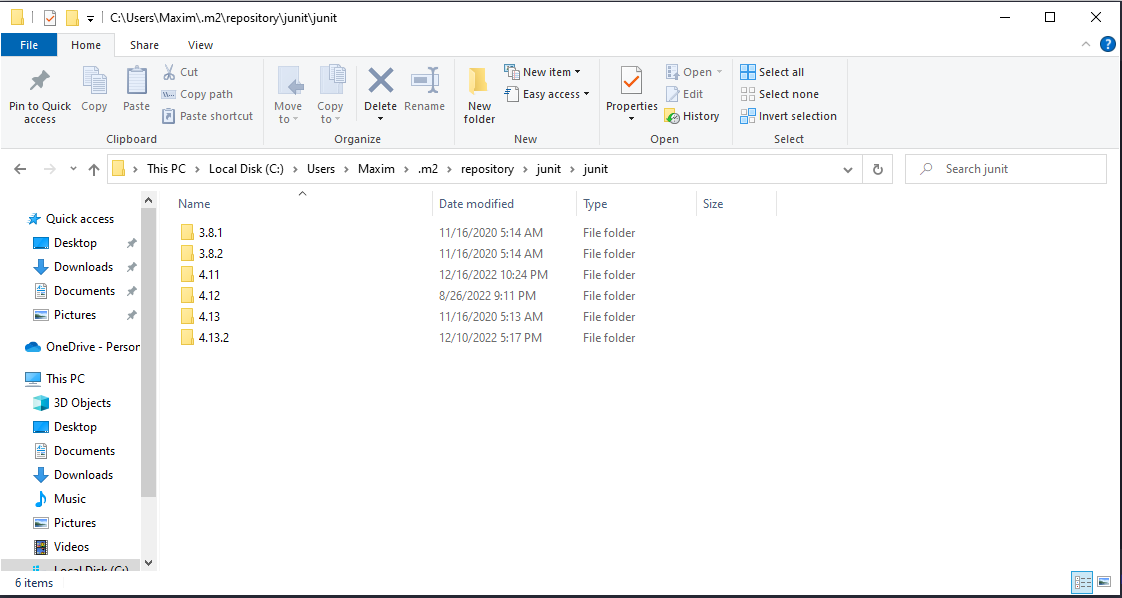 C:\Users\Maxim\.m2\repository\junit\junit
File Home Share View
Pin to Quick access
Copy
Paste
Cut
Copy path
Paste shortcut
Clipboard
Move to
Copy to
Delete
Rename
Organize
New folder
New item
Easy access
New
Properties
Open
Edit
History
Open
Select all
Select none
Invert selection
Select
This PC > Local Disk (C:) > Users > Maxim > .m2 > repository > junit > junit
Search junit
Quick access
Desktop
Downloads
Documents
Pictures
OneDrive - Person
This PC
3D Objects
Desktop
Documents
Downloads
Music
Pictures
Videos
Local Disk (C:)
Name Date modified Type Size
3.8.1 11/16/2020 5:14 AM File folder
3.8.2 11/16/2020 5:14 AM File folder
4.11 12/16/2022 10:24 PM File folder
4.12 8/26/2022 9:11 PM File folder
4.13 11/16/2020 5:13 AM File folder
4.13.2 12/10/2022 5:17 PM File folder
6 items